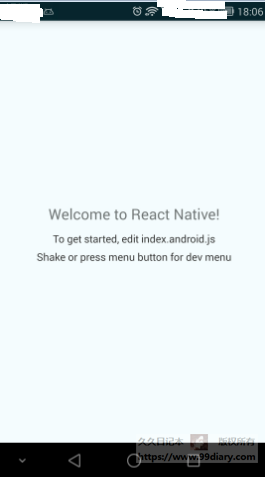 18:06
Welcome to React Native!
To get started, edit index.android.js
Shake or press menu button for dev menu
久久日记本 版权所有
https://www.99diary.com